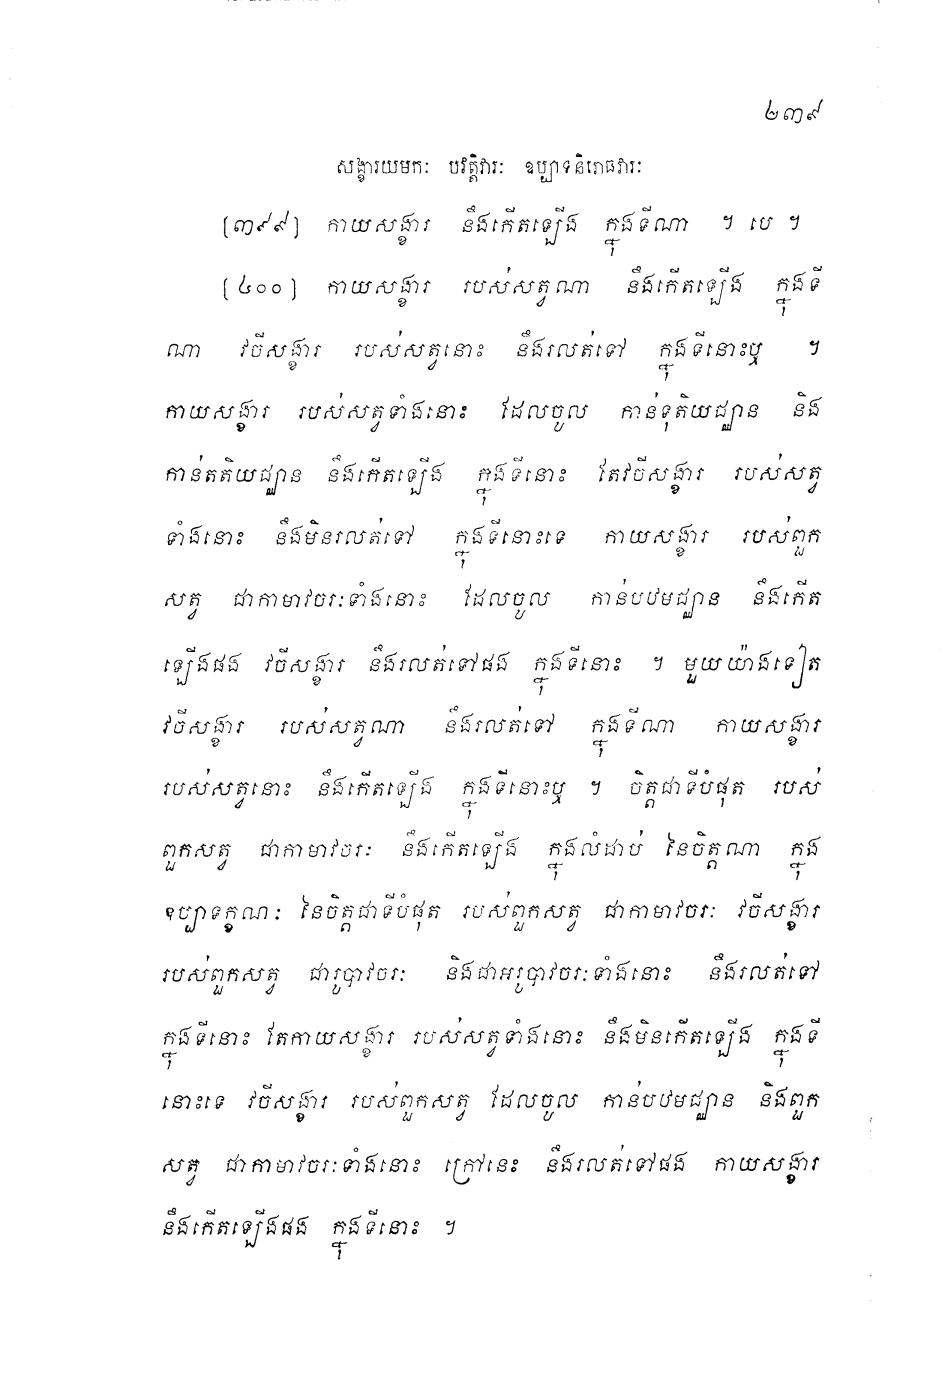 ២៣៩
សង្ខារយមកៈ បវត្តិវារៈ ឧប្បាទនិរោធវារៈ
[៣៩៩] កាយសង្ខារ នឹងកើតឡើង ក្នុងទីណា ។ បេ ។
[៤០០] កាយសង្ខារ របស់សត្វណា នឹងកើតឡើង ក្នុងទី
ណា វចីសង្ខារ របស់សត្វនោះ នឹងរលត់ទៅ ក្នុងទីនោះឬ ។
កាយសង្ខារ របស់សត្វទាំងនោះ ដែលចូល កាន់ទុតិយជ្ឈាន និង
កាន់តតិយជ្ឈាន នឹងកើតឡើង ក្នុងទីនោះ តែវចីសង្ខារ របស់សត្វ
ទាំងនោះ នឹងមិនរលត់ទៅ ក្នុងទីនោះទេ កាយសង្ខារ របស់ពួក
សត្វ ជាកាមាវចរៈទាំងនោះ ដែលចូល កាន់បឋមជ្ឈាន នឹងកើត
ឡើងផង វចីសង្ខារ នឹងរលត់ទៅផង ក្នុងទីនោះ ។ មួយយ៉ាងទៀត
វចីសង្ខារ របស់សត្វណា នឹងរលត់ទៅ ក្នុងទីណា កាយសង្ខារ
របស់សត្វនោះ នឹងកើតឡើង ក្នុងទីនោះឬ ។ ចិត្តជាទីបំផុត របស់
ពួកសត្វ ជាកាមាវចរៈ នឹងកើតឡើង ក្នុងលំដាប់ នៃចិត្តណា ក្នុង
ឧប្បាទក្ខណៈ នៃចិត្តជាទីបំផុត របស់ពួកសត្វ ជាកាមាវចរៈ វចីសង្ខារ
របស់ពួកសត្វ ជារូបាវចរៈ និងជាអរូបាវចរៈទាំងនោះ នឹងរលត់ទៅ
ក្នុងទីនោះ តែកាយសង្ខារ របស់សត្វទាំងនោះ នឹងមិនកើតឡើង ក្នុងទី
នោះទេ វចីសង្ខារ របស់ពួកសត្វ ដែលចូល កាន់បឋមជ្ឈាន និងពួក
សត្វ ជាកាមាវចរៈទាំងនោះ ក្រៅនេះ នឹងរលត់ទៅផង កាយសង្ខារ
នឹងកើតឡើងផង ក្នុងទីនោះ ។